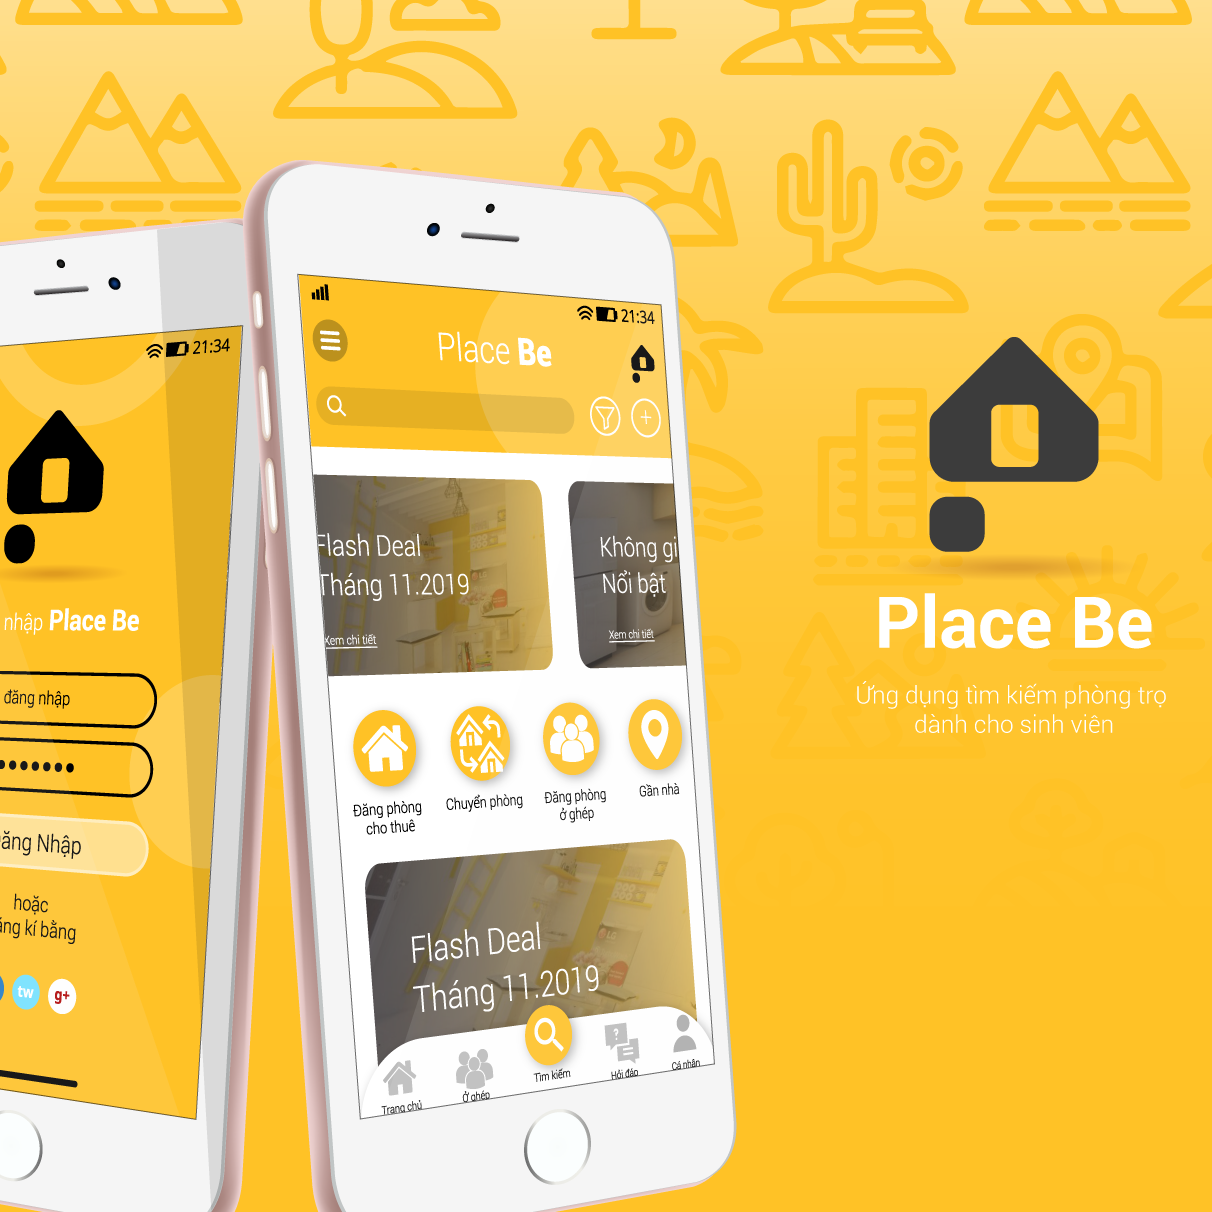 21:34
nhập Place Be
đăng nhập
Nhập
hoặc
kí bằng
tw
g+
21:34
Place Be
Flash Deal
Tháng 11.2019
Xem chi tiết
Không
Nổi bật
Xem chi tiết
Đăng phòng
cho thuê
Chuyển phòng
Đăng phòng
ở ghép
Gần nhà
Flash Deal
Tháng 11.2019
Trang chủ
Ở ghép
Tìm kiếm
Hỏi đáp
Cá nhân
Place Be
Ứng dụng tìm kiếm phòng trọ
dành cho sinh viên